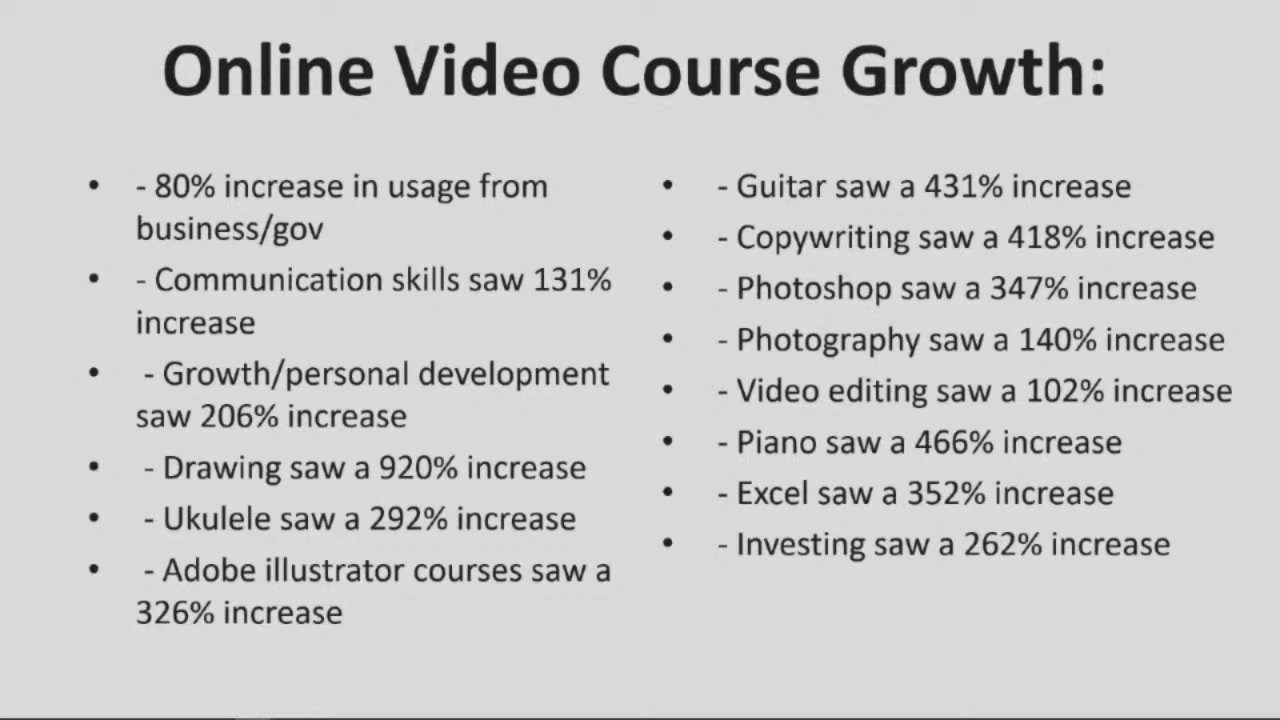 Online Video Course Growth:
• - 80% increase in usage from
business/gov
• - Communication skills saw 131%
increase
• - Growth/personal development
saw 206% increase
• - Drawing saw a 920% increase
• - Ukulele saw a 292% increase
• - Adobe illustrator courses saw a
326% increase
• - Guitar saw a 431% increase
• - Copywriting saw a 418% increase
• - Photoshop saw a 347% increase
• - Photography saw a 140% increase
• - Video editing saw a 102% increase
• - Piano saw a 466% increase
• - Excel saw a 352% increase
• - Investing saw a 262% increase